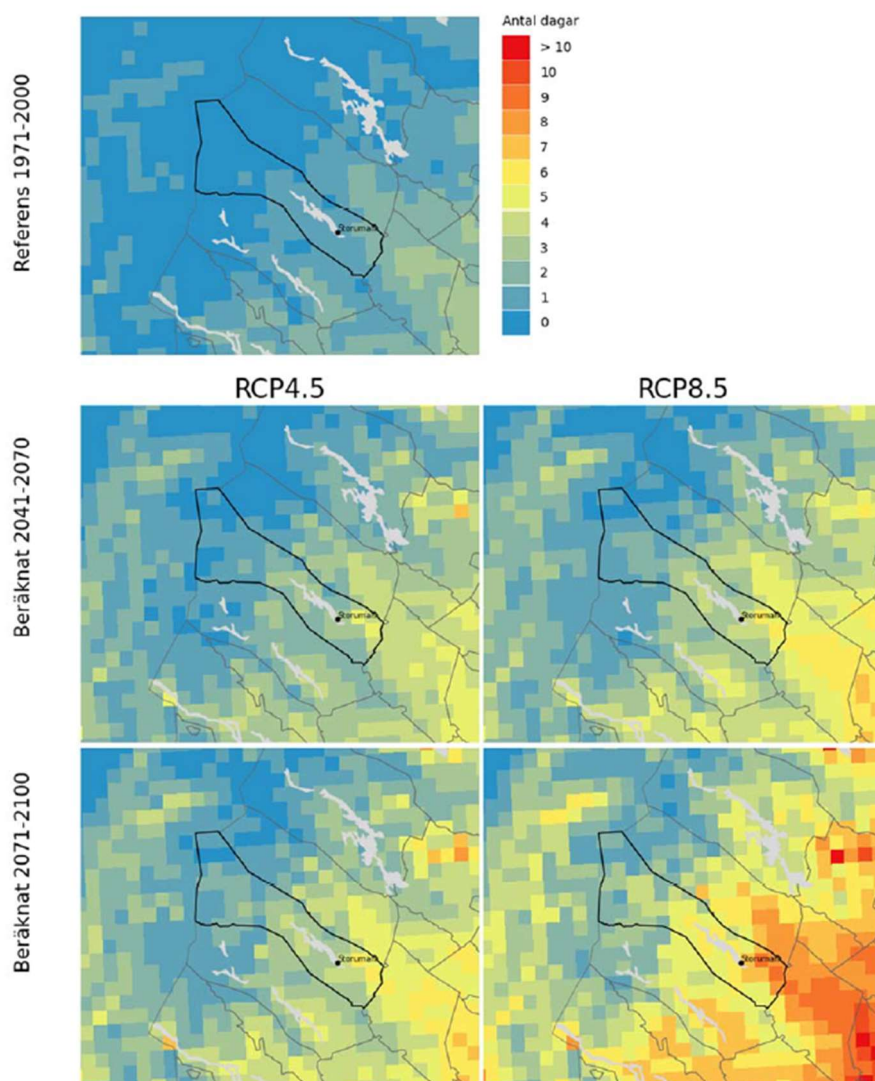 Antal dagar
> 10
10
9
8
7
6
5
4
3
2
1
0
Referens 1971-2000
Storuman
RCP4.5
RCP8.5
Beräknat 2041-2070
Storuman
Storuman
Beräknat 2071-2100
Storuman
Storuman